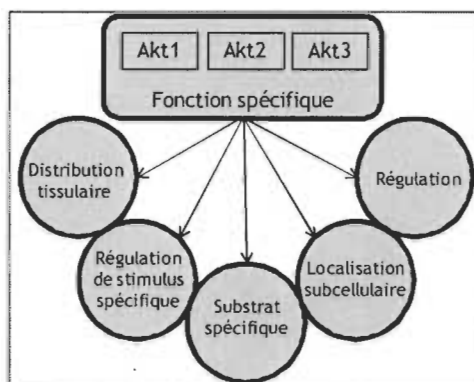 Akt1 Akt2 Akt3
Fonction spécifique
Distribution
tissulaire
Régulation
de stimulus
spécifique
Substrat
spécifique
Localisation
subcellulaire
Régulation